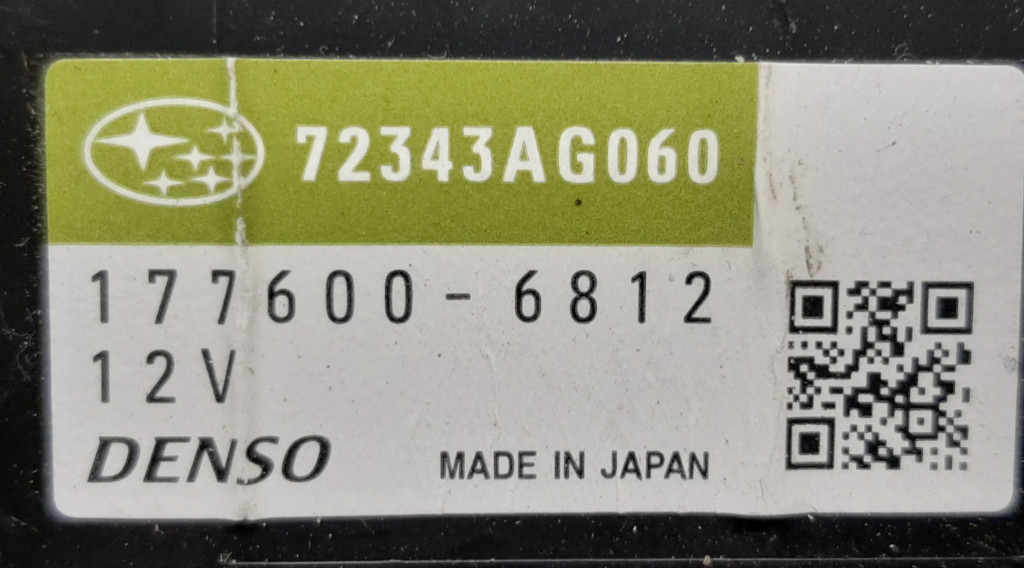 72343AG060
177600-6812
12V
DENSO
MADE IN JAPAN